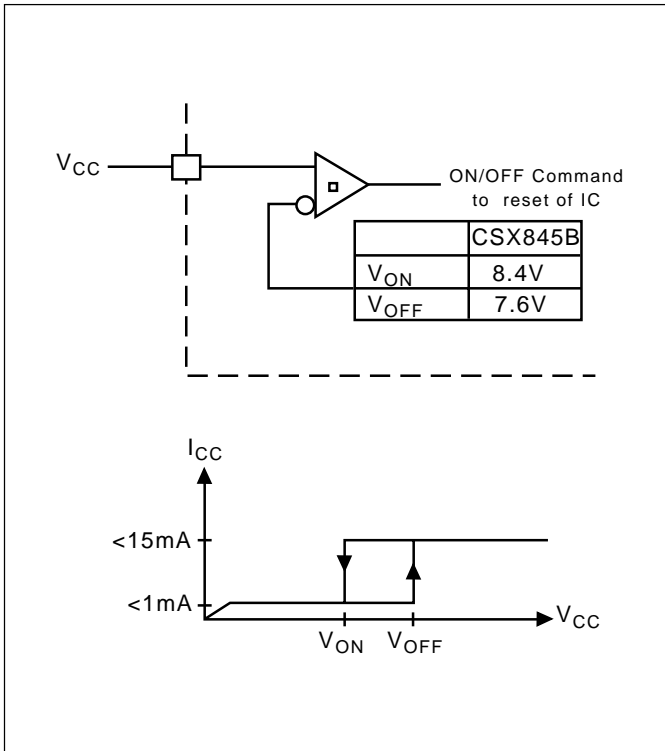 VCC
ON/OFF Command
to reset of IC
CSX845B
VON 8.4V
VOFF 7.6V
ICC
<15mA
<1mA
VON VOFF
VCC